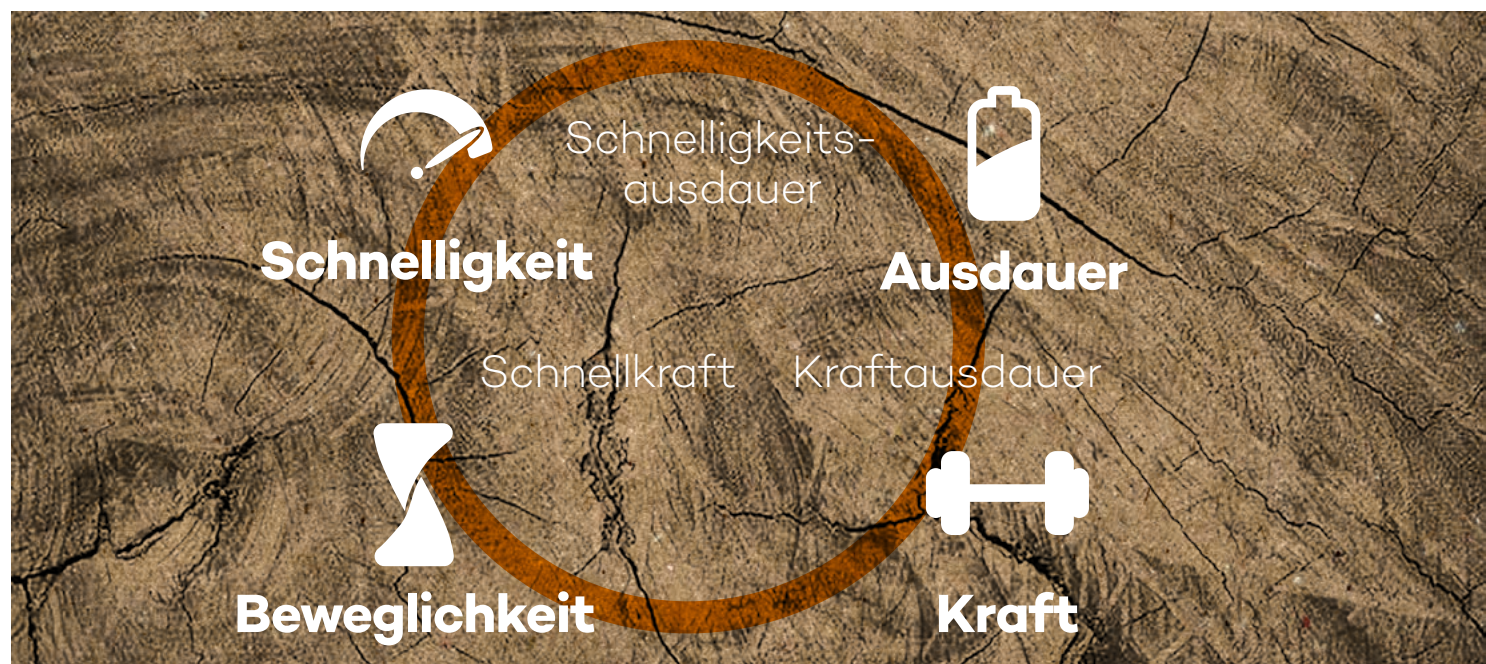 Schnelligkeits-
ausdauer
Schnelligkeit
Ausdauer
Schnellkraft
Kraftausdauer
Beweglichkeit
Kraft